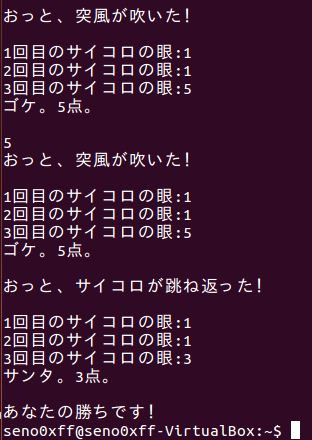 おっと、突風が吹いた!
1回目のサイコロの眼:1
2回目のサイコロの眼:1
3回目のサイコロの眼:5
ゴケ。5点。
5
おっと、突風が吹いた!
1回目のサイコロの眼:1
2回目のサイコロの眼:1
3回目のサイコロの眼:5
ゴケ。5点。
おっと、サイコロが跳ね返った!
1回目のサイコロの眼:1
2回目のサイコロの眼:1
3回目のサイコロの眼:3
サンタ。3点。
あなたの勝ちです!
seno0xff@seno0xff-VirtualBox:~$